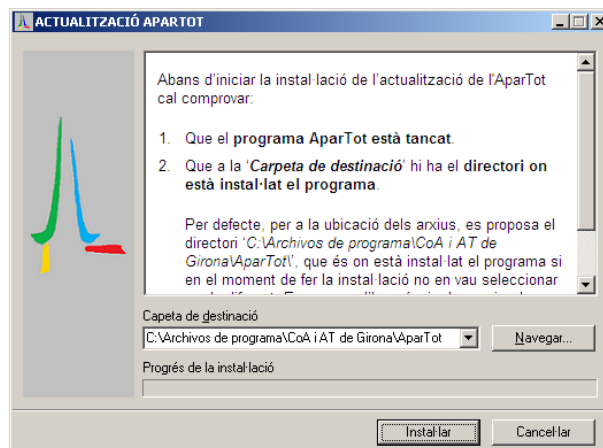 ACTUALITZACIÓ APARTOT
Abans d'iniciar la instal·lació de l'actualització de l'AparTot
cal comprovar:
1. Que el programa AparTot està tancat.
2. Que a la 'Carpeta de destinació' hi ha el directori on
està instal·lat el programa.
Per defecte, per a la ubicació dels arxius, es proposa el
directori 'C:\Archivos de programa\CoA i AT de
Girona\AparTot\', que és on està instal·lat el programa si
en el moment de fer la instal·lació no en vau seleccionar
Capeta de destinació
C:\Archivos de programa\CoA i AT de Girona\AparTot
Navegar...
Progrés de la instal·lació
Instal·lar
Cancel·lar